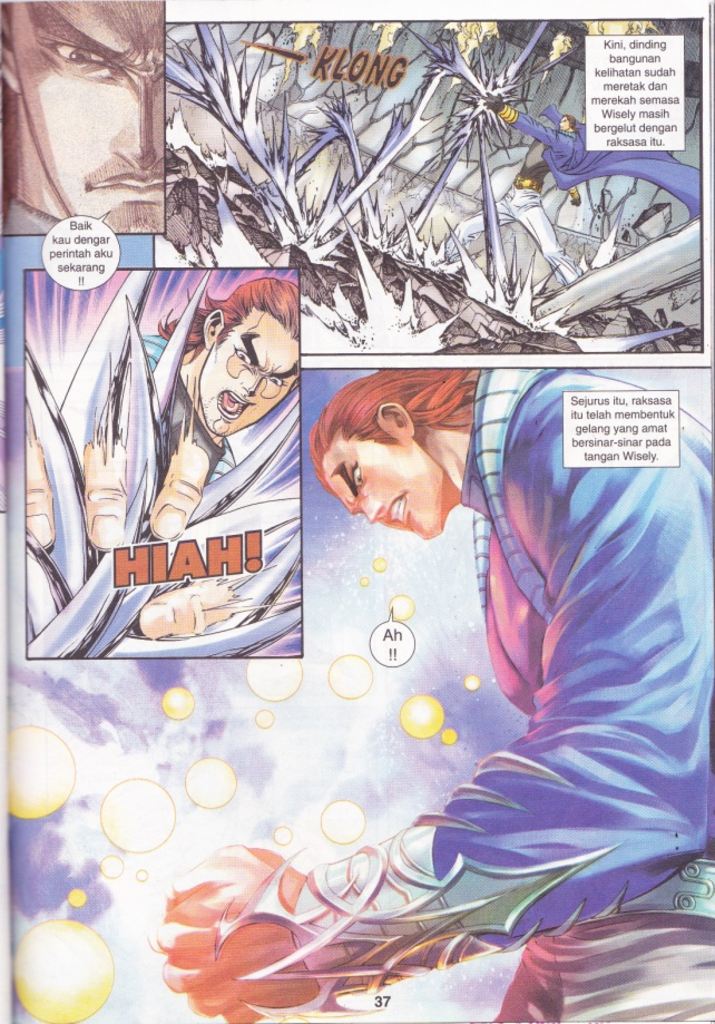 KLONG
Kini, dinding
bangunan
kelihatan sudah
meretak dan
merekah semasa
Wisely masih
bergelut dengan
raksasa itu.
Baik
kau dengar
perintah aku
sekarang
!!
HIAH!
Sejurus itu, raksasa
itu telah membentuk
gelang yang amat
bersinar-sinar pada
tangan Wisely.
Ah
!!
37